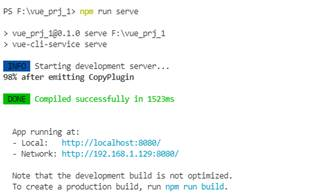 PS F:\vue_prj_1> npm run serve
> vue_prj_1@0.1.0 serve F:\vue_prj_1
> vue-cli-service serve
INFO Starting development server...
98% after emitting CopyPlugin
DONE Compiled successfully in 1523ms
App running at:
- Local: http://localhost:8080/
- Network: http://192.168.1.129:8080/
Note that the development build is not optimized.
To create a production build, run npm run build.